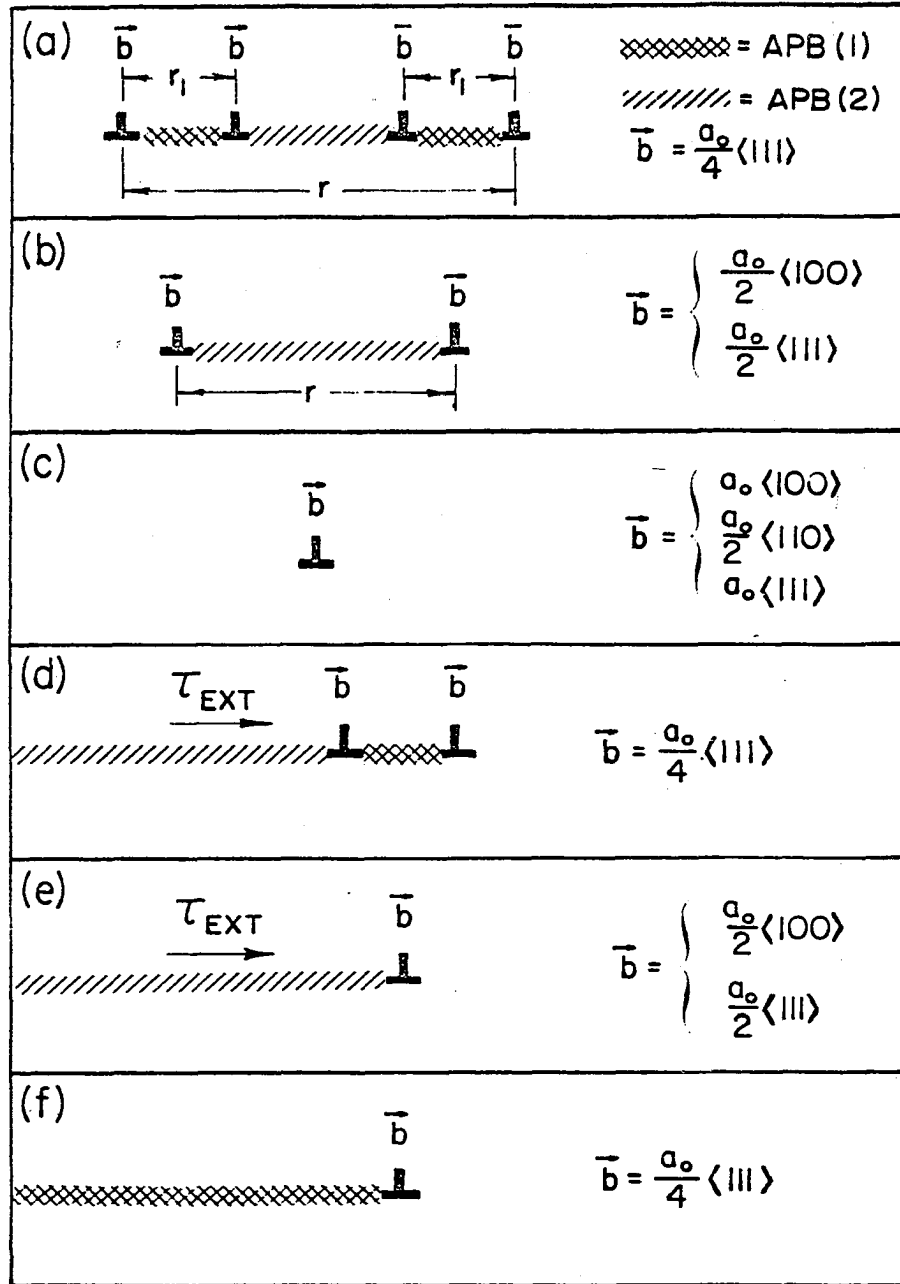 (a)
b⃗ b⃗ b⃗ b⃗
r₁ r₁
r
= APB(1)
= APB(2)
b⃗ = a₀/4 ⟨111⟩
(b)
b⃗ b⃗
r
b⃗ = { a₀/2 ⟨100⟩
a₀/2 ⟨111⟩
(c)
b⃗
b⃗ = { a₀⟨100⟩
a₀/2 ⟨110⟩
a₀⟨111⟩
(d)
τEXT
b⃗ b⃗
b⃗ = a₀/4 ⟨111⟩
(e)
τEXT
b⃗
b⃗ = { a₀/2 ⟨100⟩
a₀/2 ⟨111⟩
(f)
b⃗
b⃗ = a₀/4 ⟨111⟩